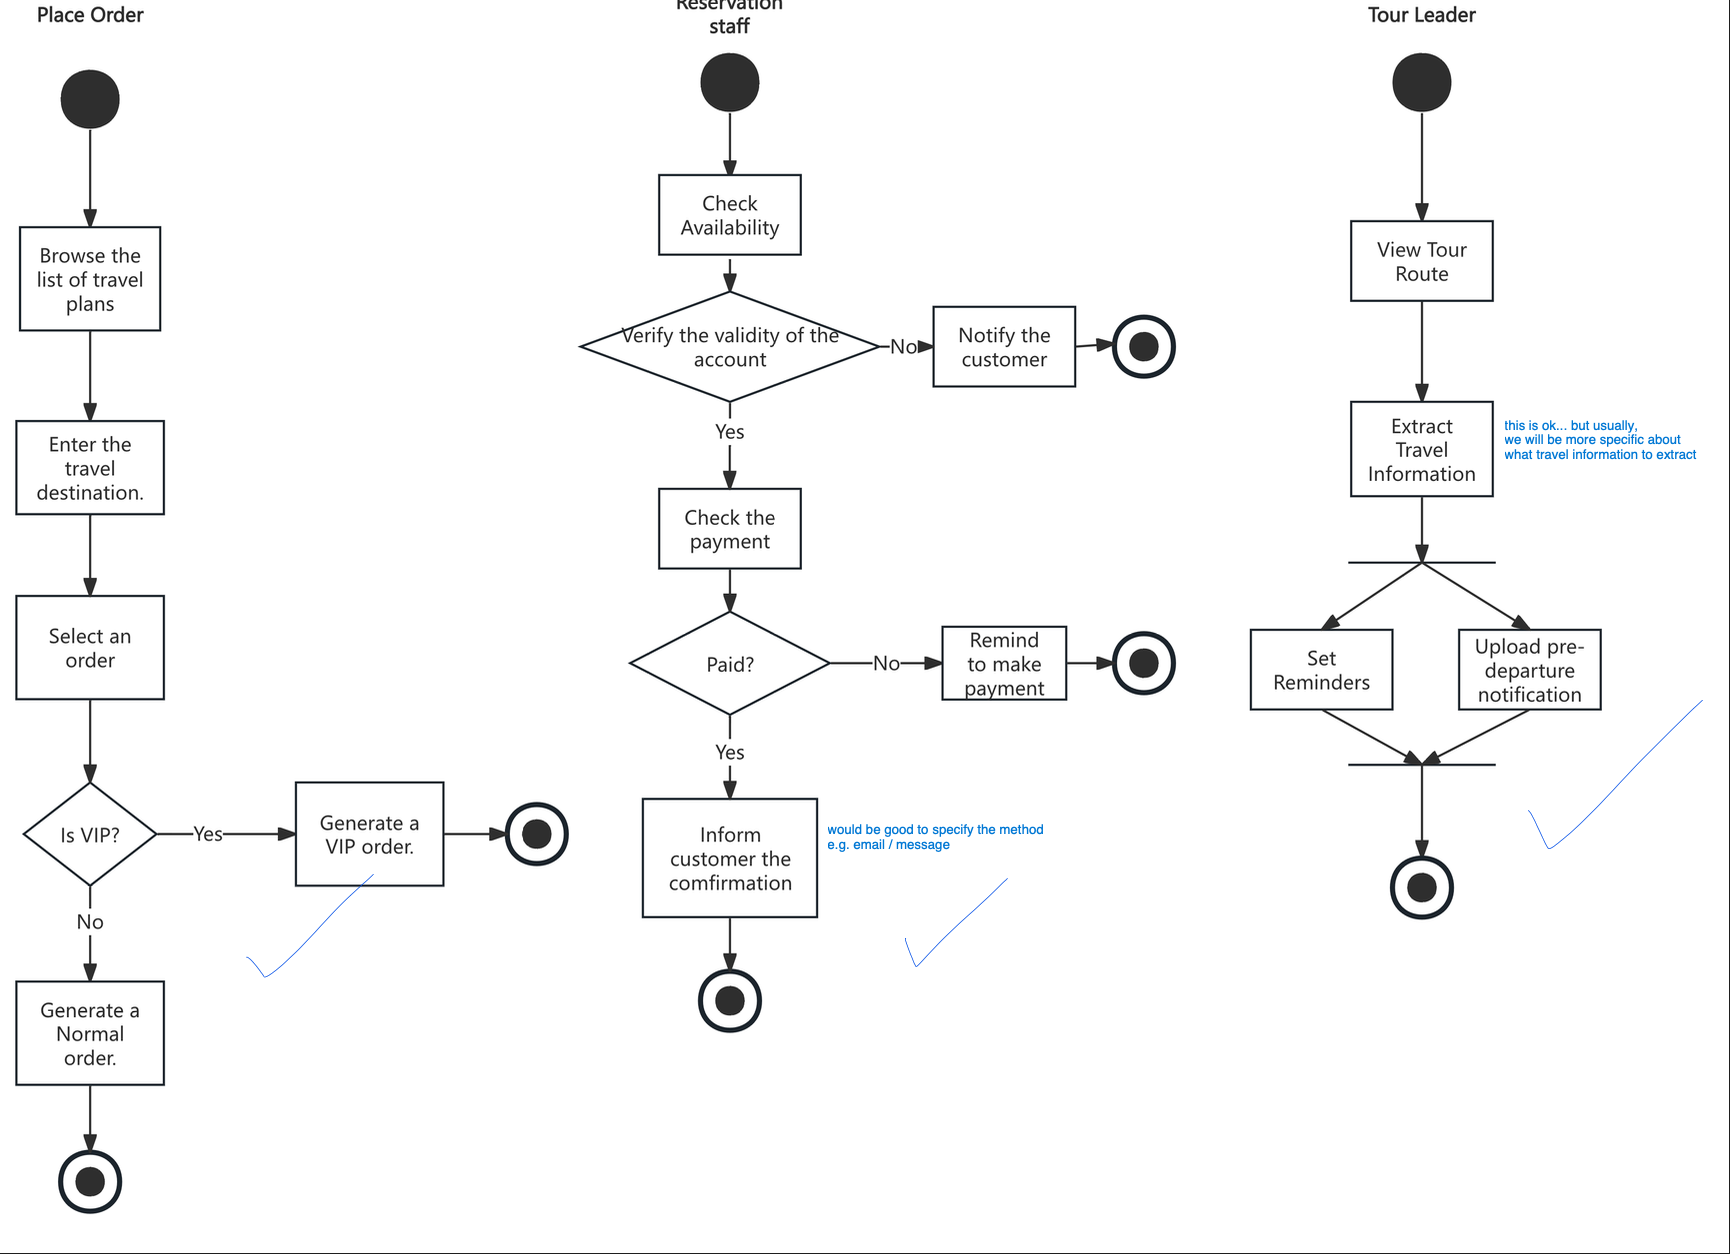 Place Order
Browse the
list of travel
plans
Enter the
travel
destination.
Select an
order
Is VIP?
Yes
Generate a
VIP order.
No
Generate a
Normal
order.
Reservation
staff
Check
Availability
Verify the validity of the
account
No
Notify the
customer
Yes
Check the
payment
Paid?
No
Remind
to make
payment
Yes
Inform
customer the
comfirmation
would be good to specify the method
e.g. email / message
Tour Leader
View Tour
Route
Extract
Travel
Information
this is ok... but usually,
we will be more specific about
what travel information to extract
Set
Reminders
Upload pre-
departure
notification